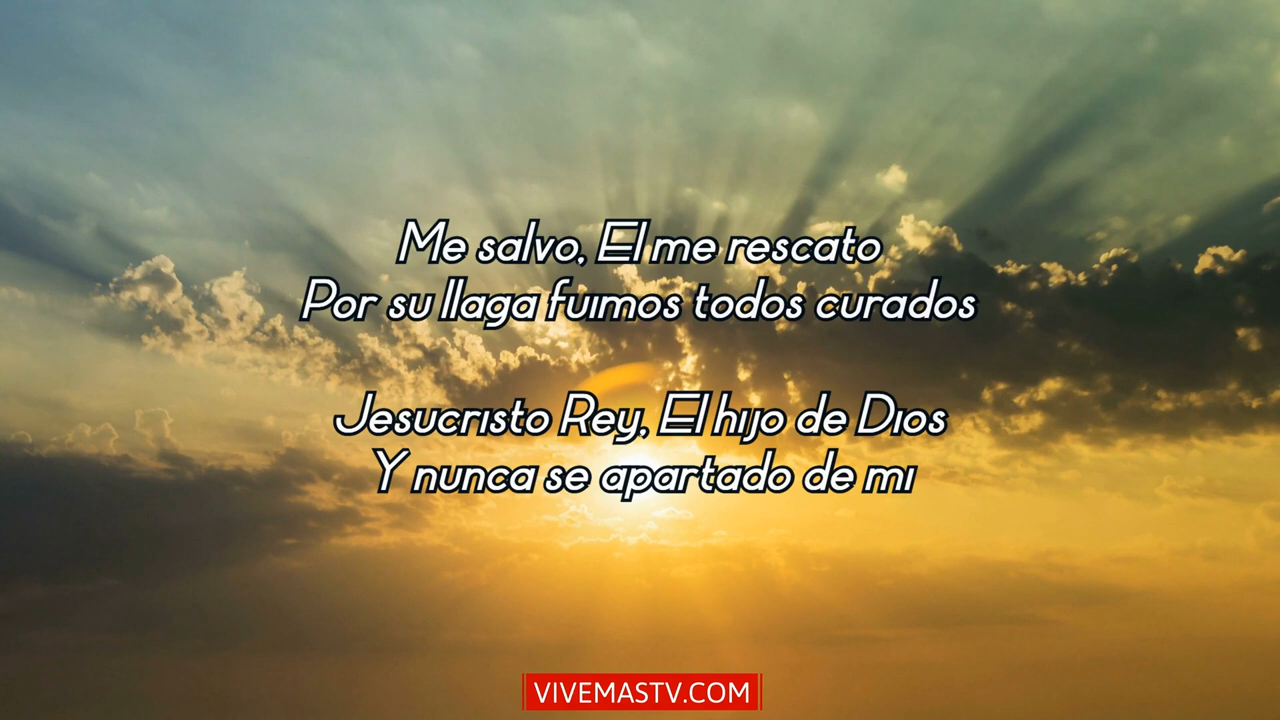 Me salvo, El me rescato
Por su llaga fuimos todos curados
Jesucristo Rey, El hijo de Dios
Y nunca se apartado de mi
VIVEMASTV.COM